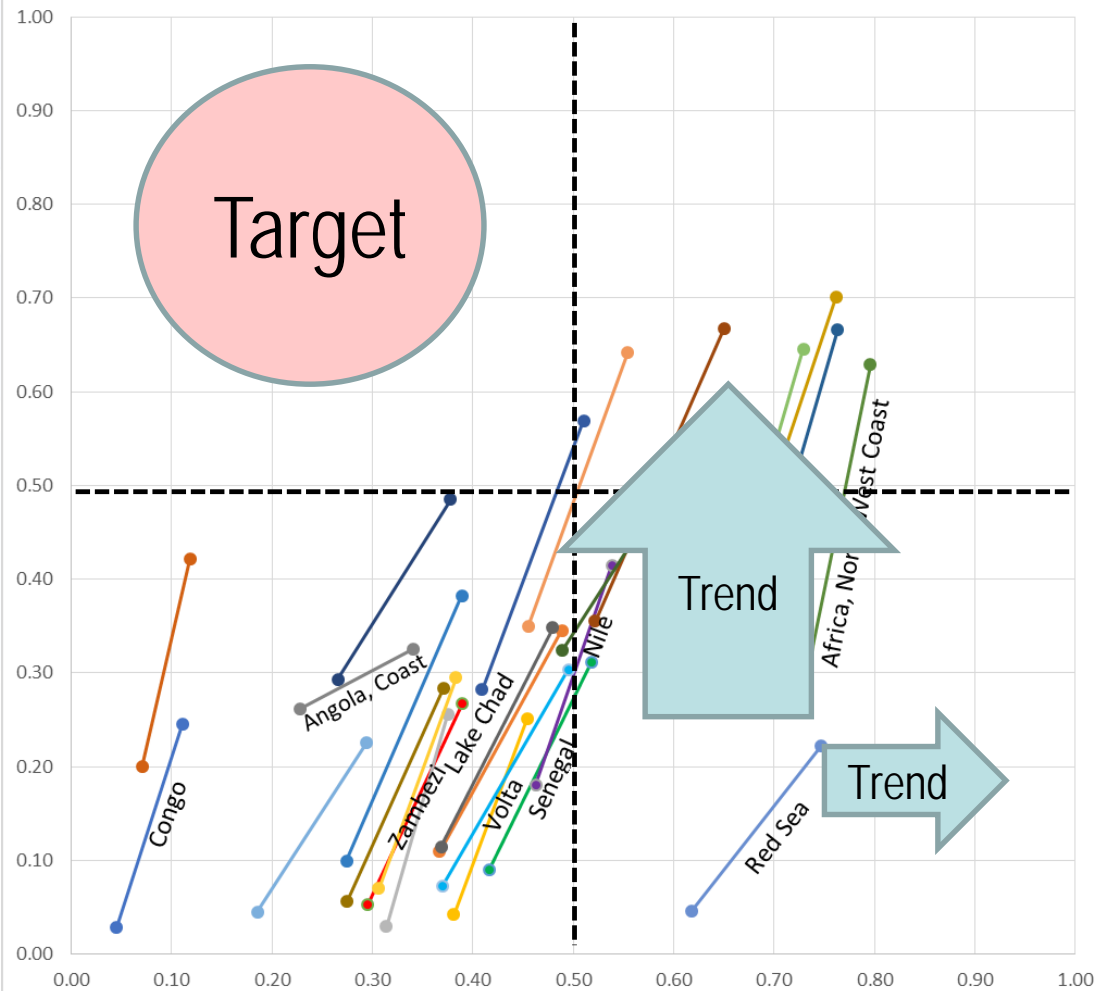 1.00
0.90
0.80
0.70
0.60
0.50
0.40
0.30
0.20
0.10
0.00
Target
Trend
Trend
Congo
Angola, Coast
Zambezi
Lake Chad
Volta
Senegal
Nile
Africa, Nor
West Coast
Red Sea
0.00 0.10 0.20 0.30 0.40 0.50 0.60 0.70 0.80 0.90 1.00